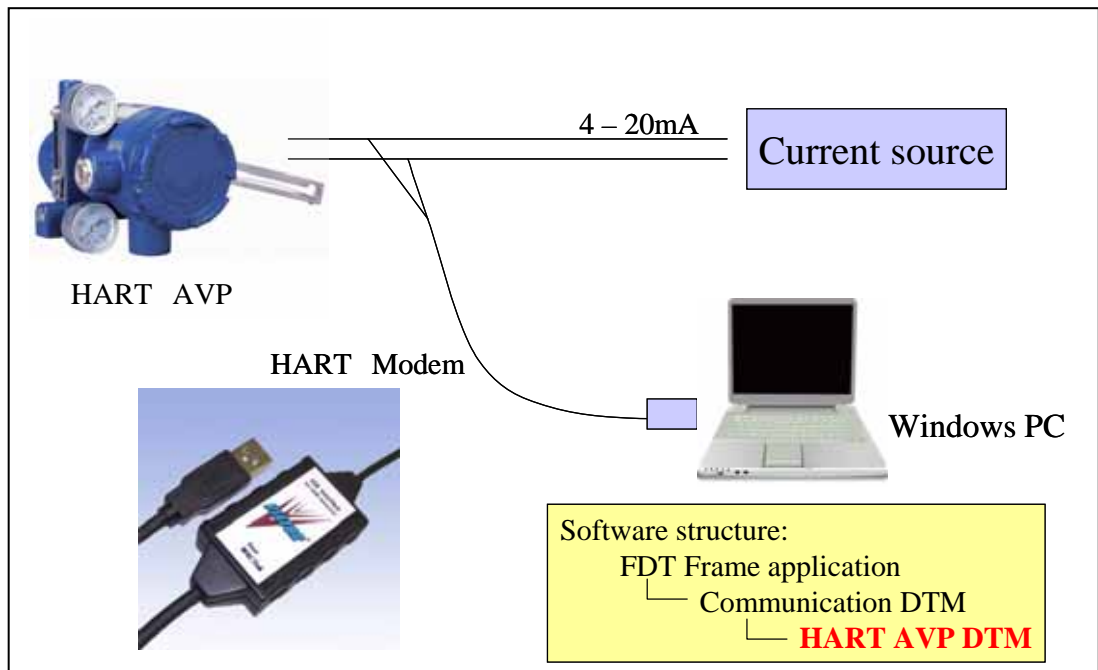 4 – 20mA
Current source
HART AVP
HART Modem
Windows PC
Software structure:
FDT Frame application
Communication DTM
HART AVP DTM